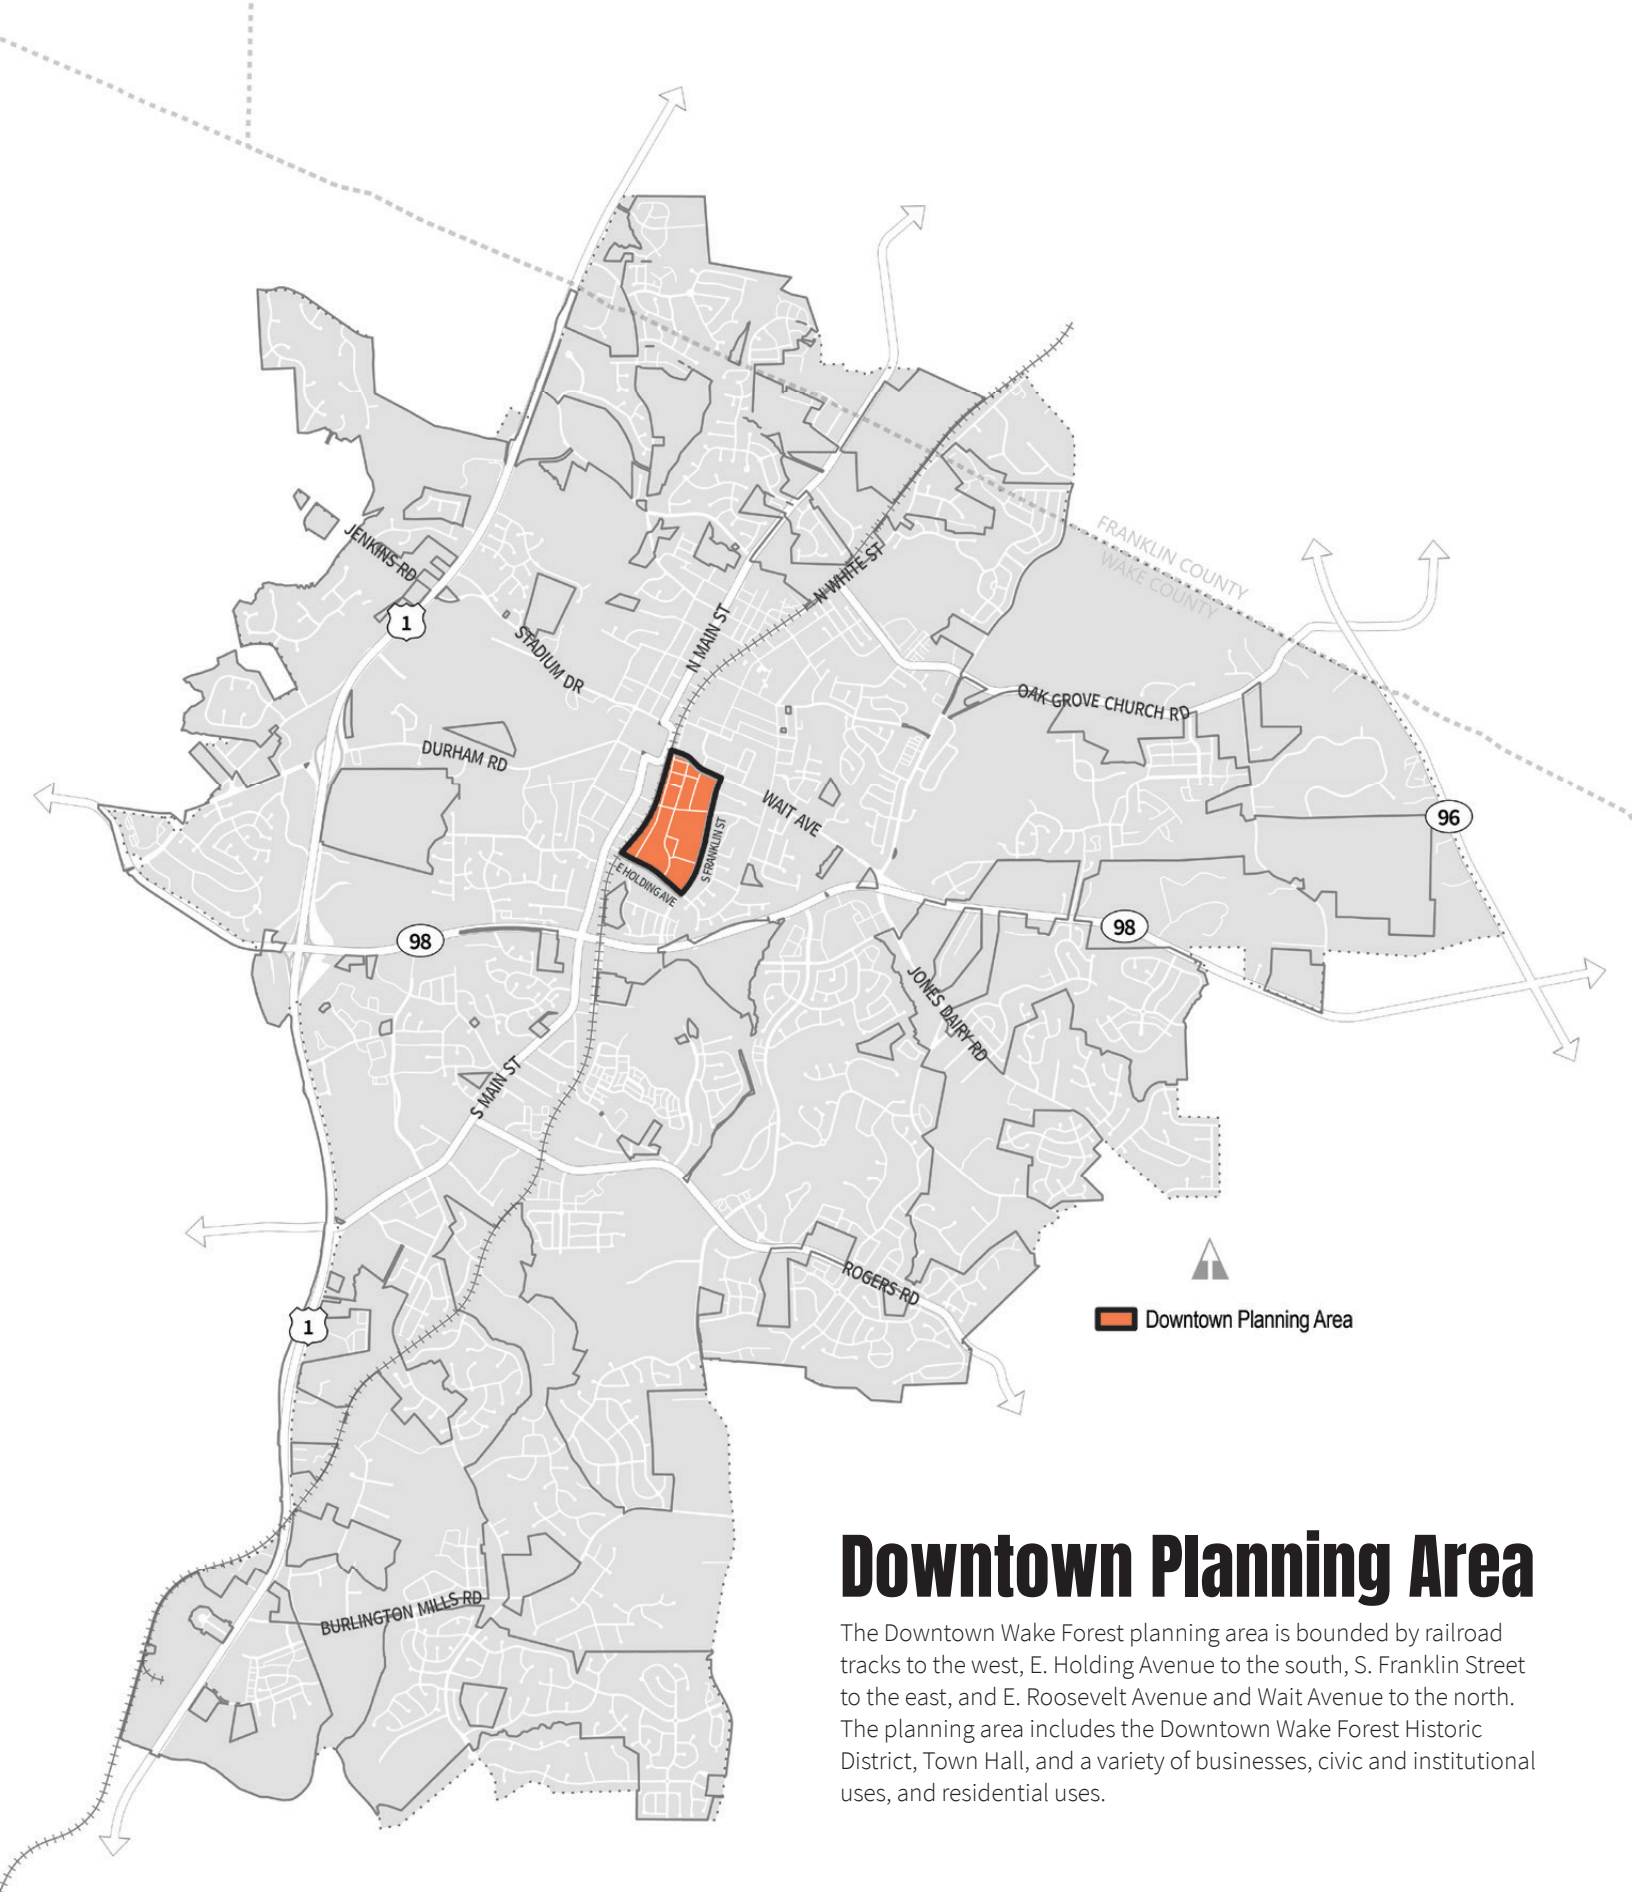 FRANKLIN COUNTY
WAKE COUNTY
JENKINS RD
N WHITE ST
1
N MAIN ST
STADIUM DR
OAK GROVE CHURCH RD
DURHAM RD
WAIT AVE
96
S FRANKLIN ST
E HOLDING AVE
98
98
JONES DAIRY RD
S MAIN ST
ROGERS RD
1
Downtown Planning Area
BURLINGTON MILLS RD
Downtown Planning Area
The Downtown Wake Forest planning area is bounded by railroad
tracks to the west, E. Holding Avenue to the south, S. Franklin Street
to the east, and E. Roosevelt Avenue and Wait Avenue to the north.
The planning area includes the Downtown Wake Forest Historic
District, Town Hall, and a variety of businesses, civic and institutional
uses, and residential uses.